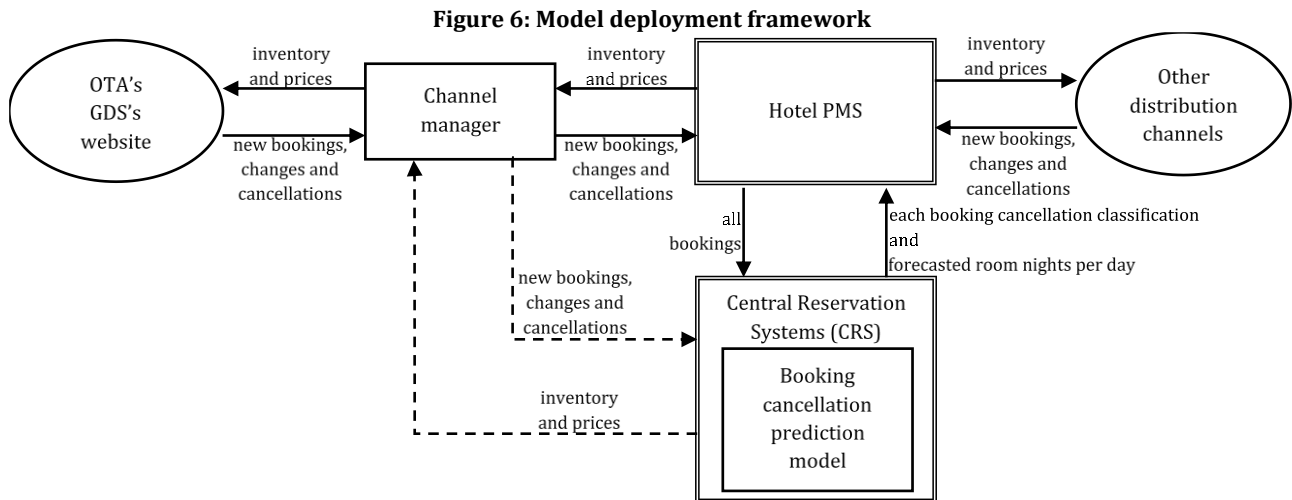 Figure 6: Model deployment framework
inventory
and prices
OTA's
GDS's
website
new bookings,
changes and
cancellations
Channel
manager
inventory
and prices
new bookings,
changes and
cancellations
Hotel PMS
inventory
and prices
new bookings,
changes and
cancellations
Other
distribution
channels
all
bookings
each booking cancellation classification
and
forecasted room nights per day
new bookings,
changes and
cancellations
inventory
and prices
Central Reservation
Systems (CRS)
Booking
cancellation
prediction
model